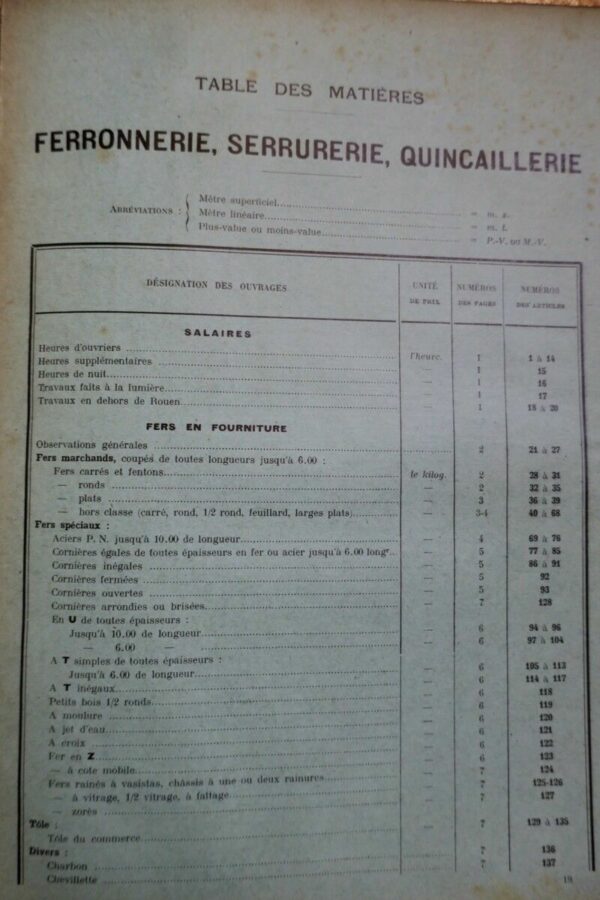 TABLE DES MATIÈRES
FERRONNERIE, SERRURERIE, QUINCAILLERIE
ABRÉVIATIONS : Mètre superficiel = m. s.
Mètre linéaire = m. l.
Plus-value ou moins-value = P.-V. ou M.-V.
DÉSIGNATION DES OUVRAGES UNITÉ DE PRIX NUMÉROS DES PAGES NUMÉROS DES ARTICLES
SALAIRES
Heures d'ouvriers l'heure. 1 1 à 14
Heures supplémentaires — 1 15
Heures de nuit — 1 16
Travaux faits à la lumière — 1 17
Travaux en dehors de Rouen — 1 18 à 20
FERS EN FOURNITURE
Observations générales 2 21 à 27
Fers marchands, coupés de toutes longueurs jusqu'à 6.00 :
Fers carrés et fentons le kilog. 2 28 à 31
— ronds — 2 32 à 35
— plats — 3 36 à 39
— hors classe (carré, rond, 1/2 rond, feuillard, larges plats) — 3-4 40 à 68
Fers spéciaux :
Aciers P. N. jusqu'à 10.00 de longueur — 4 69 à 76
Cornières égales de toutes épaisseurs en fer ou acier jusqu'à 6.00 longr — 5 77 à 85
Cornières inégales — 5 86 à 91
Cornières fermées — 5 92
Cornières ouvertes — 5 93
Cornières arrondies ou brisées — 7 128
En U de toutes épaisseurs :
Jusqu'à 10.00 de longueur — 6 94 à 96
— 6.00 — — 6 97 à 104
A T simples de toutes épaisseurs :
Jusqu'à 6.00 de longueur — 6 105 à 113
A T inégaux — 6 114 à 117
Petits bois 1/2 ronds — 6 118
A moulure — 6 119
A jet d'eau — 6 120
A croix — 6 121
Fer en Z — 6 122
— à côte mobile — 6 123
Fers rainés à vasistas, châssis à une ou deux rainures — 7 124
— à vitrage, 1/2 vitrage, à faîtage — 7 125-126
— zorès — 7 127
Tôle :
Tôle du commerce — 7 129 à 135
Divers :
Charbon — 7 136
Chevillette — 7 137